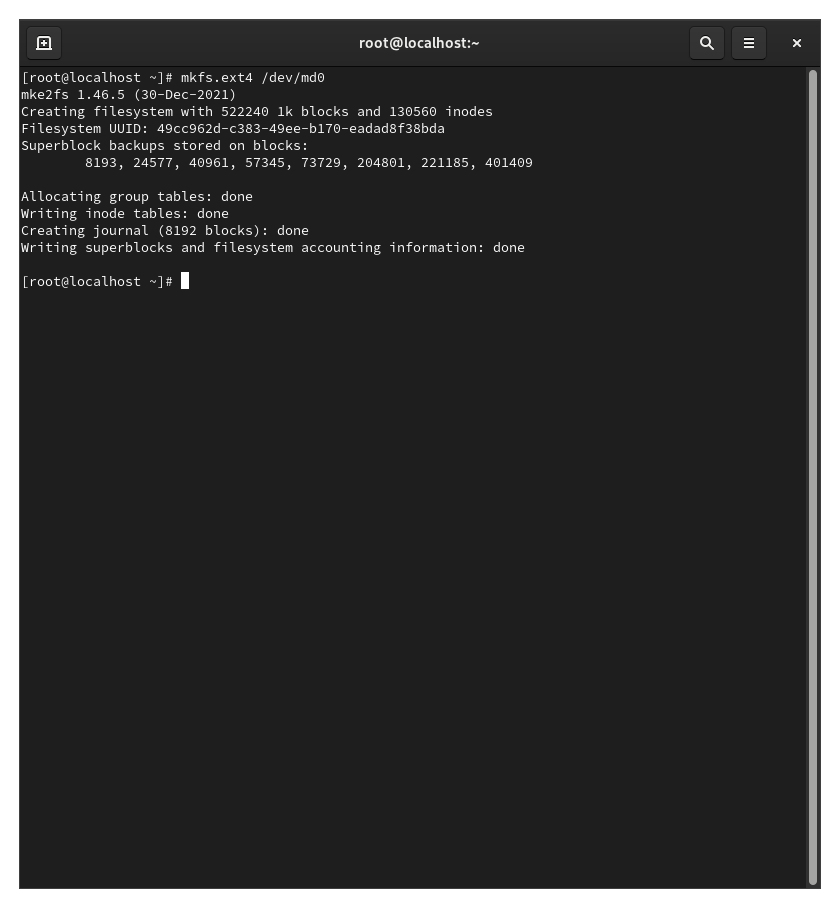 root@localhost:~
[root@localhost ~]# mkfs.ext4 /dev/md0
mke2fs 1.46.5 (30-Dec-2021)
Creating filesystem with 522240 1k blocks and 130560 inodes
Filesystem UUID: 49cc962d-c383-49ee-b170-eadad8f38bda
Superblock backups stored on blocks:
8193, 24577, 40961, 57345, 73729, 204801, 221185, 401409
Allocating group tables: done
Writing inode tables: done
Creating journal (8192 blocks): done
Writing superblocks and filesystem accounting information: done
[root@localhost ~]#